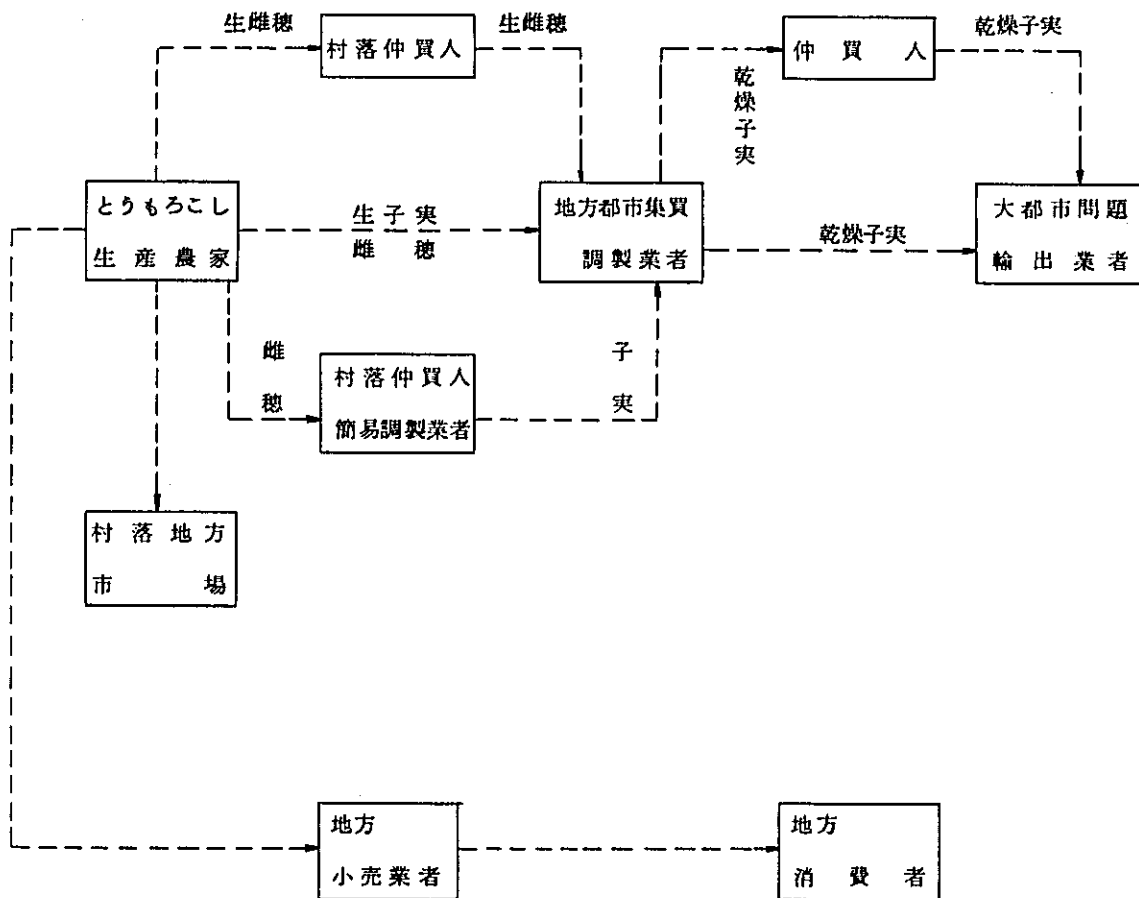 生雌穂
村落仲買人
生雌穂
仲買人
乾燥子実
乾燥子実
とうもろこし
生産農家
生子実
雌穂
地方都市集買
調製業者
乾燥子実
大都市問題
輸出業者
雌穂
村落仲買人
簡易調製業者
子実
村落地方
市場
地方
小売業者
地方
消費者